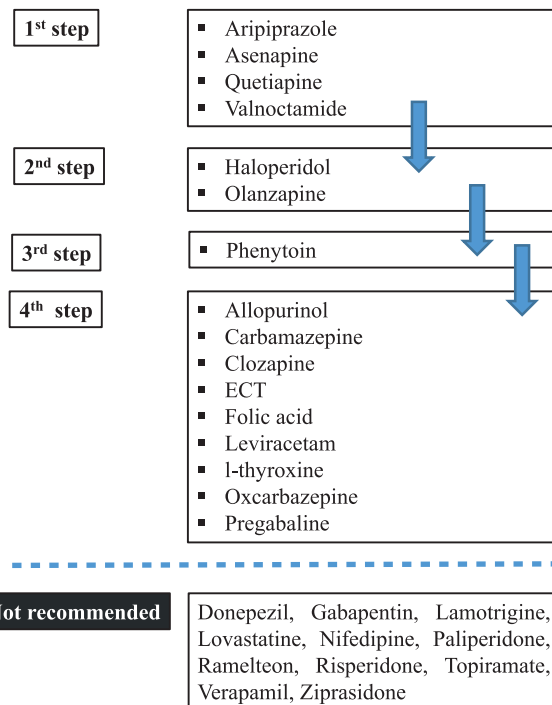 1st step
▪ Aripiprazole
▪ Asenapine
▪ Quetiapine
▪ Valnoctamide
2nd step
▪ Haloperidol
▪ Olanzapine
3rd step
▪ Phenytoin
4th step
▪ Allopurinol
▪ Carbamazepine
▪ Clozapine
▪ ECT
▪ Folic acid
▪ Leviracetam
▪ l-thyroxine
▪ Oxcarbazepine
▪ Pregabaline
Not recommended
Donepezil, Gabapentin, Lamotrigine,
Lovastatine, Nifedipine, Paliperidone,
Ramelteon, Risperidone, Topiramate,
Verapamil, Ziprasidone